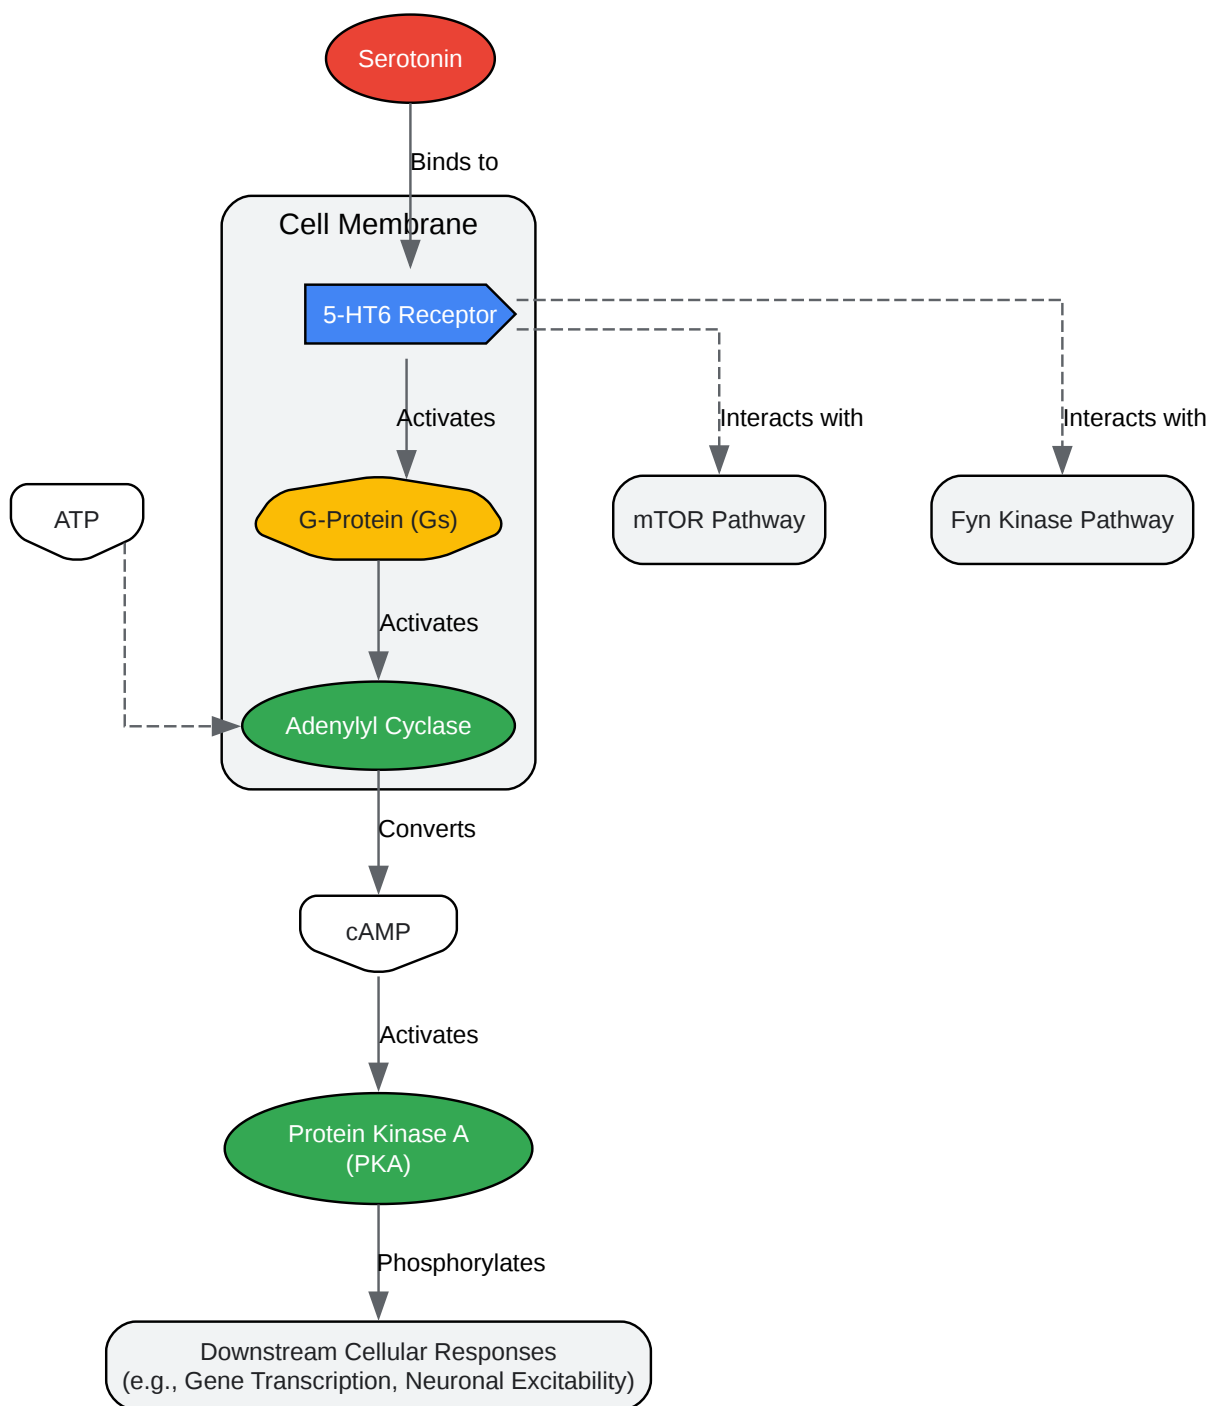 Serotonin
Binds to
Cell Membrane
5-HT6 Receptor
Activates
Interacts with
Interacts with
ATP
G-Protein (Gs)
mTOR Pathway
Fyn Kinase Pathway
Activates
Adenylyl Cyclase
Converts
cAMP
Activates
Protein Kinase A
(PKA)
Phosphorylates
Downstream Cellular Responses
(e.g., Gene Transcription, Neuronal Excitability)